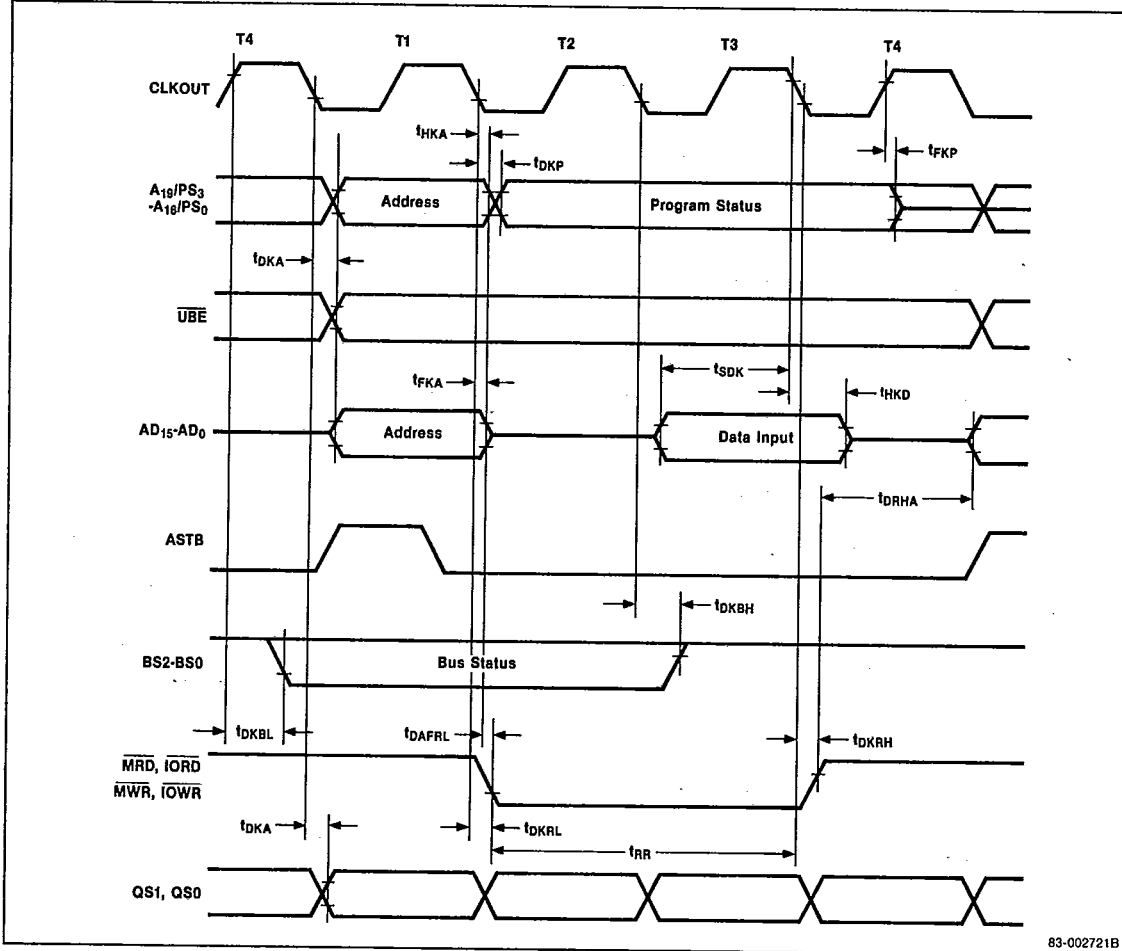 T4 T1 T2 T3 T4
CLKOUT
tHKA
tDKP
tFKP
A19/PS3
-A16/PS0
Address
Program Status
tDKA
UBE
tSDK
tFKA
tHKD
AD15-AD0
Address
Data Input
tDRHA
ASTB
tDKBH
BS2-BS0
Bus Status
tDKBL
tDAFRL
tDKRH
MRD, IORD
MWR, IOWR
tDKA
tDKRL
tRR
QS1, QS0
83-002721B